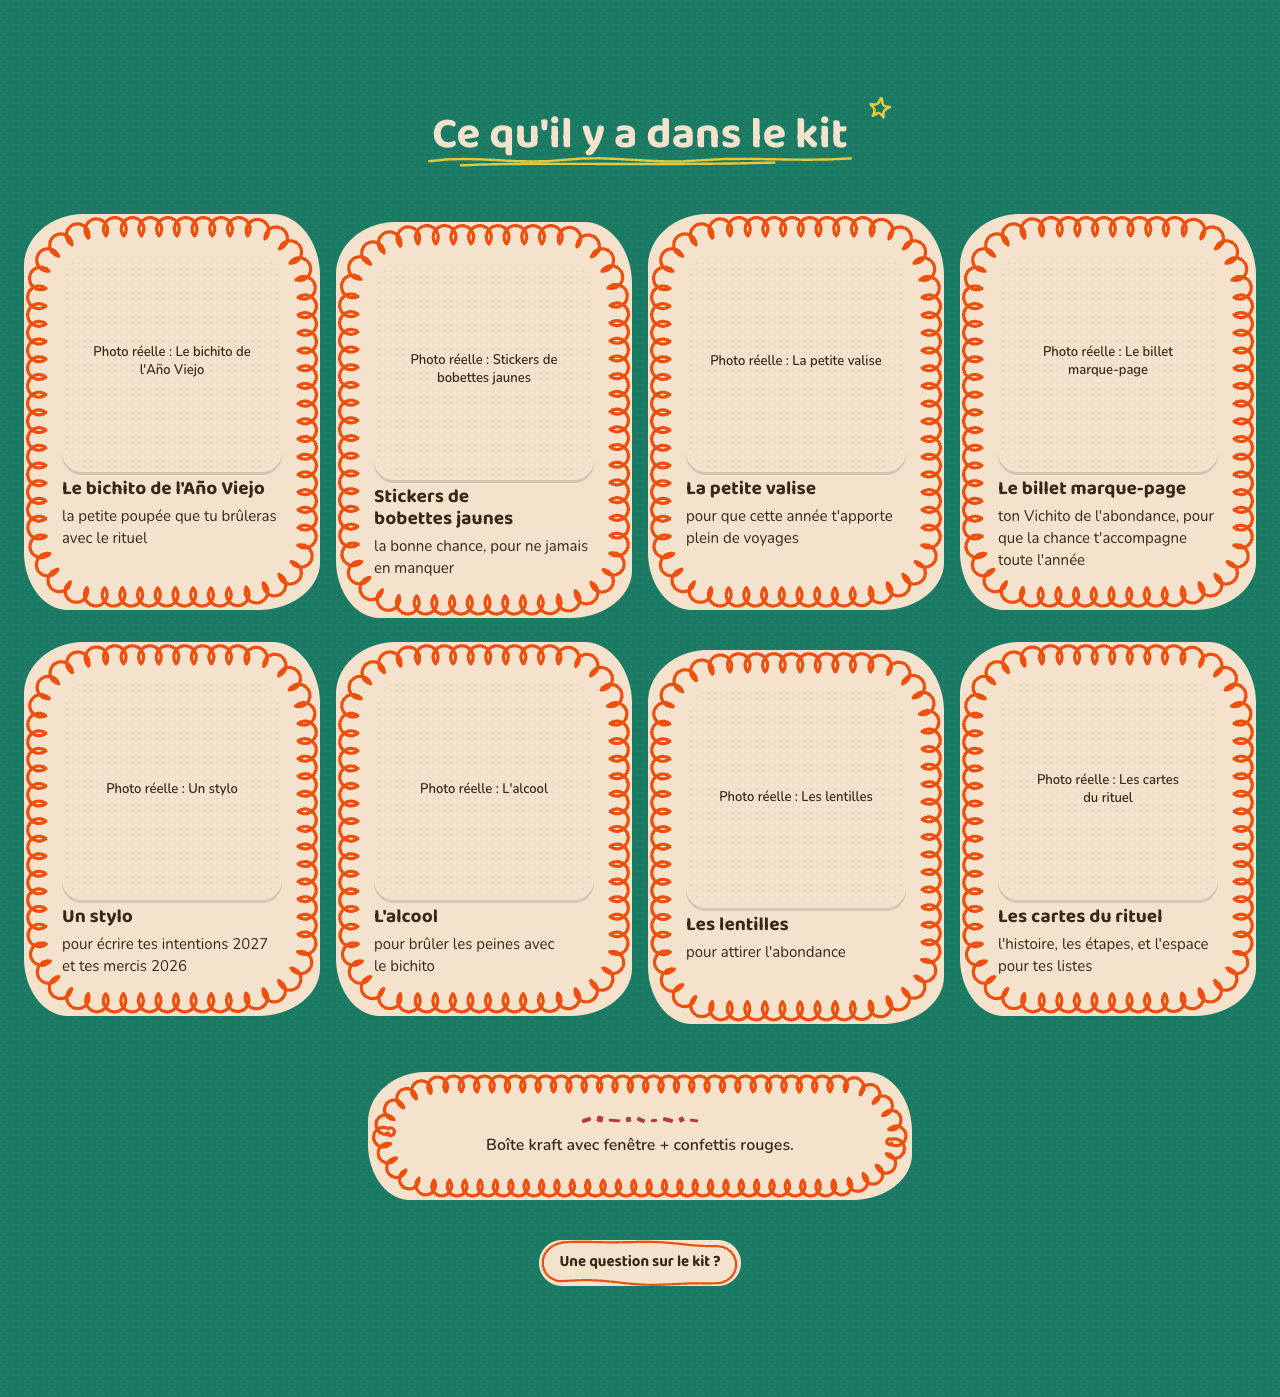 Ce qu'il y a dans le kit
Photo réelle : Le bichito de
l'Año Viejo
Le bichito de l'Año Viejo
la petite poupée que tu brûleras
avec le rituel
Photo réelle : Stickers de
bobettes jaunes
Stickers de
bobettes jaunes
la bonne chance, pour ne jamais
en manquer
Photo réelle : La petite valise
La petite valise
pour que cette année t'apporte
plein de voyages
Photo réelle : Le billet
marque-page
Le billet marque-page
ton Vichito de l'abondance, pour
que la chance t'accompagne
toute l'année
Photo réelle : Un stylo
Un stylo
pour écrire tes intentions 2027
et tes mercis 2026
Photo réelle : L'alcool
L'alcool
pour brûler les peines avec
le bichito
Photo réelle : Les lentilles
Les lentilles
pour attirer l'abondance
Photo réelle : Les cartes
du rituel
Les cartes du rituel
l'histoire, les étapes, et l'espace
pour tes listes
Boîte kraft avec fenêtre + confettis rouges.
Une question sur le kit ?